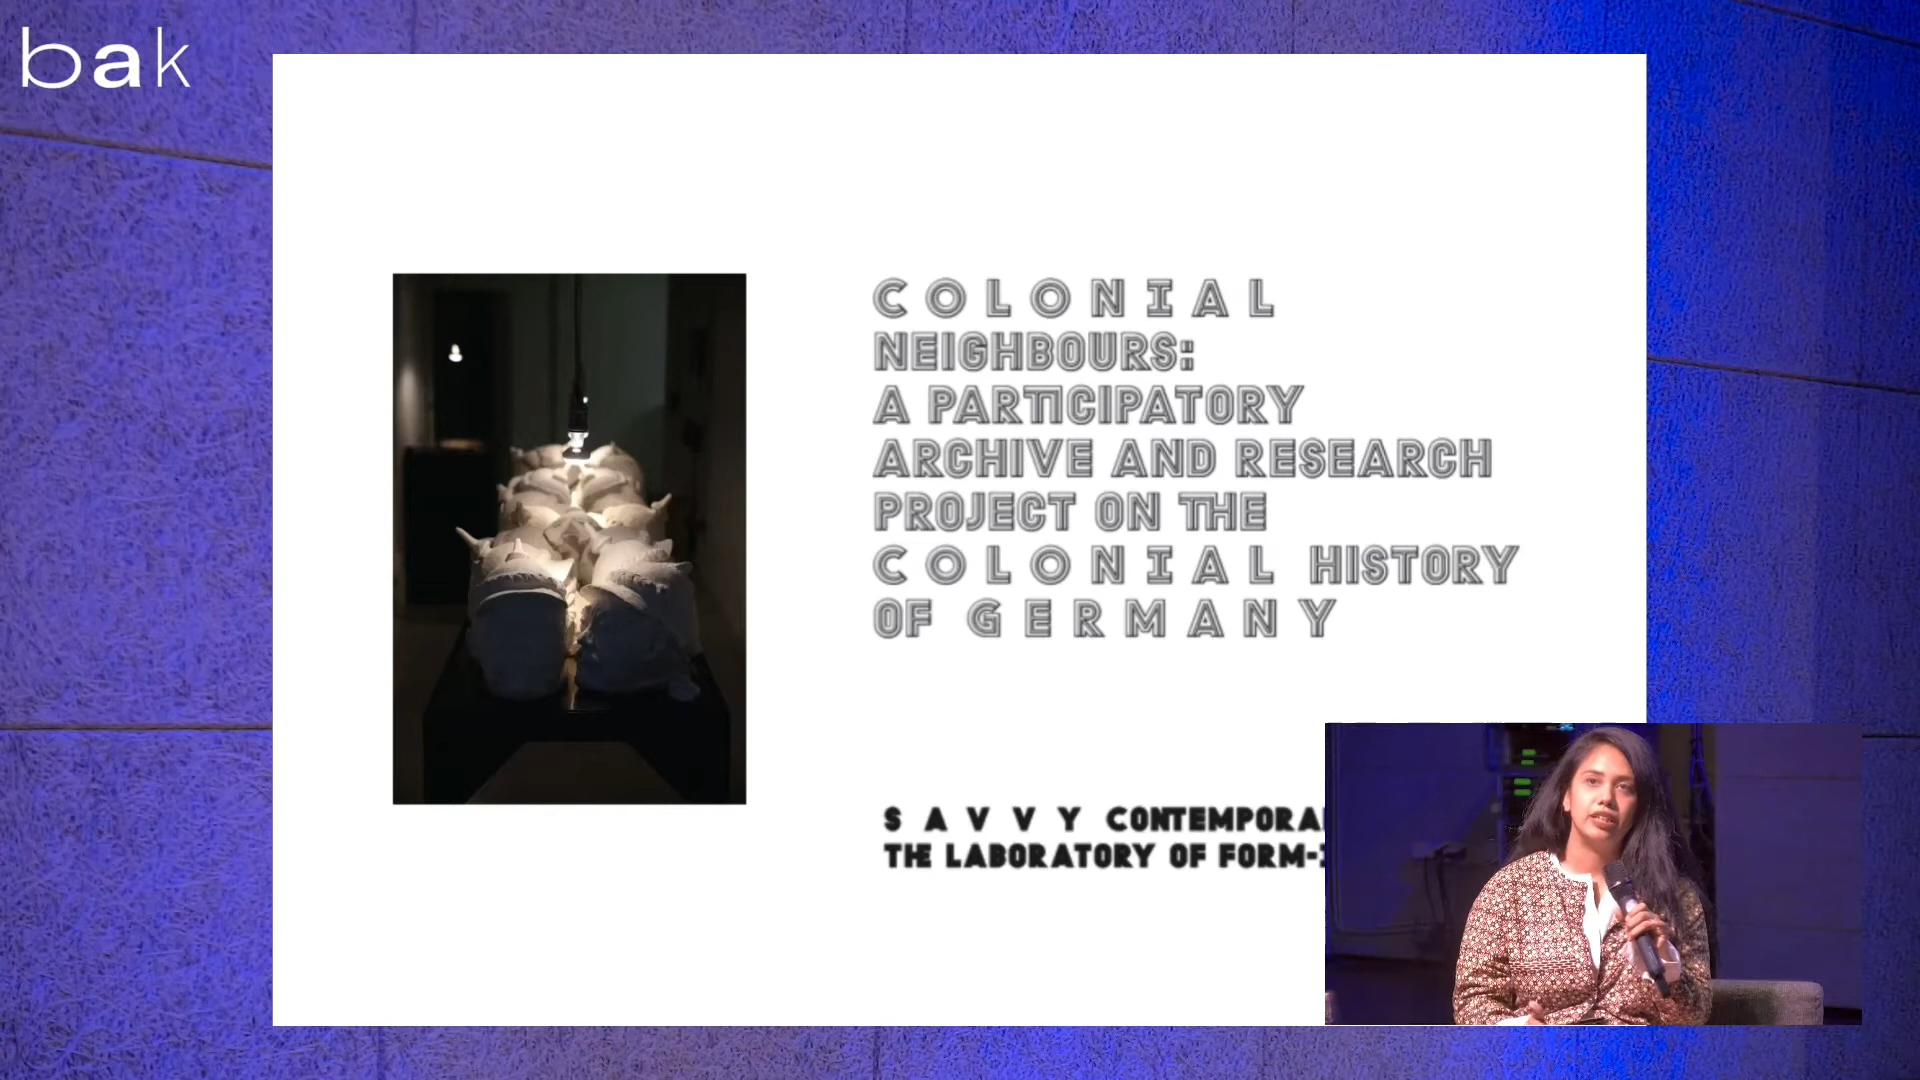 bak
COLONIAL
NEIGHBOURS:
A PARTICIPATORY
ARCHIVE AND RESEARCH
PROJECT ON THE
COLONIAL HISTORY
OF GERMANY
SAVVY
THE LABORATORY OF